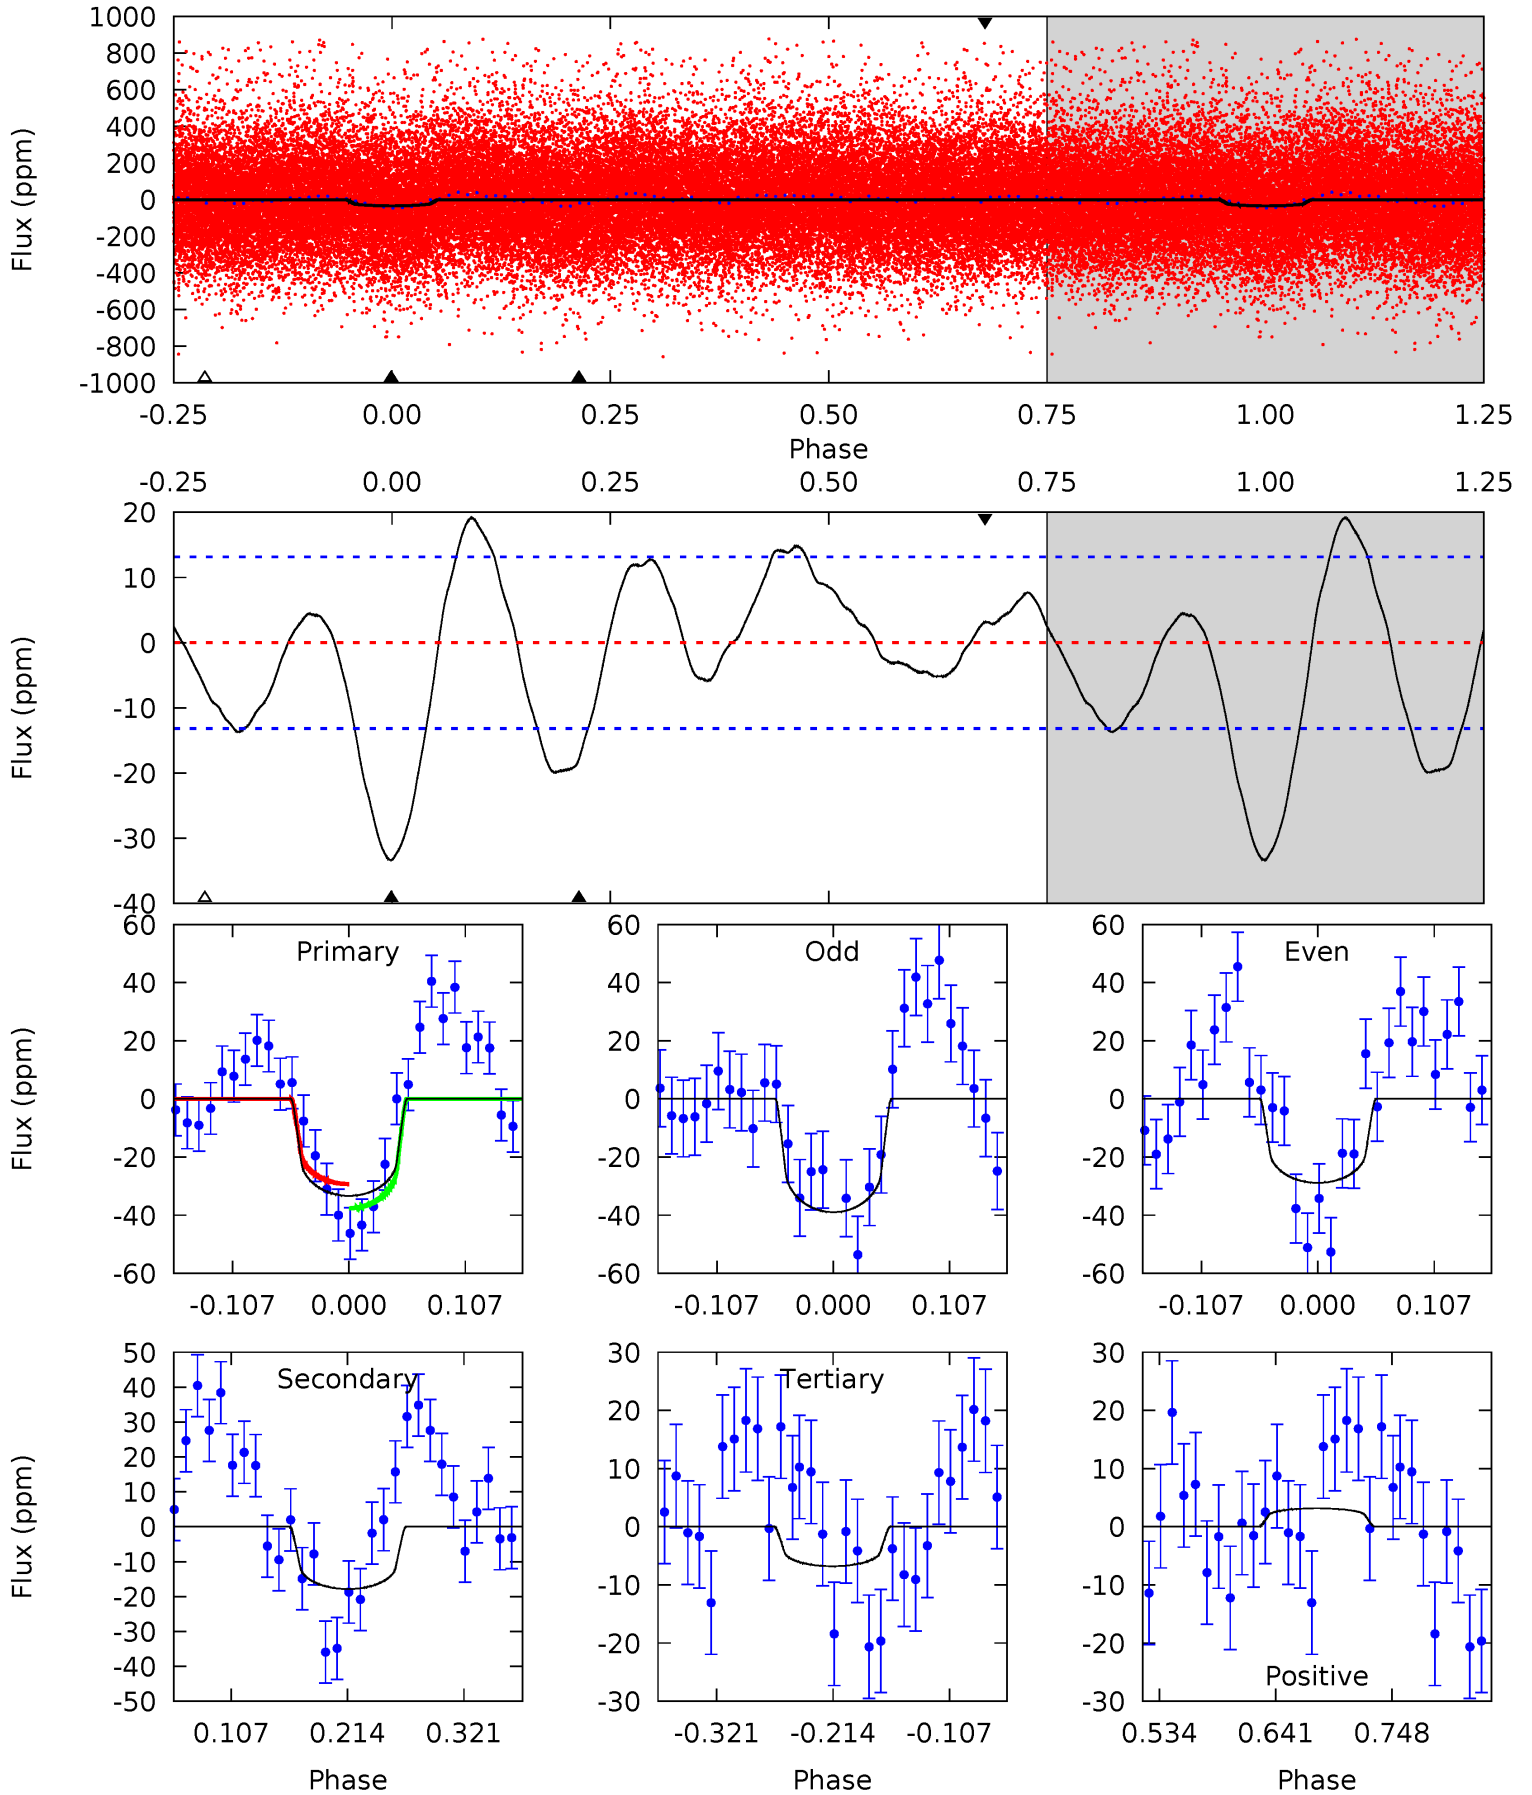 1000
800
600
400
200
0
-200
-400
-600
-800
-1000
Flux (ppm)
-0.25 0.00 0.25 0.50 0.75 1.00 1.25
Phase
-0.25 0.00 0.25 0.50 0.75 1.00 1.25
20
10
0
-10
-20
-30
-40
Flux (ppm)
Primary Odd Even
60 60 60
40 40 40
20 20 20
0 0 0
-20 -20 -20
-40 -40 -40
-60 -60 -60
Flux (ppm)
-0.107 0.000 0.107 -0.107 0.000 0.107 -0.107 0.000 0.107
Secondary Tertiary Positive
50 30 30
40 20 20
30 10 10
20 0 0
10 -10 -10
0 -20 -20
-10 -30 -30
-20
-30
-40
-50
Flux (ppm)
0.107 0.214 0.321 -0.321 -0.214 -0.107 0.534 0.641 0.748
Phase Phase Phase